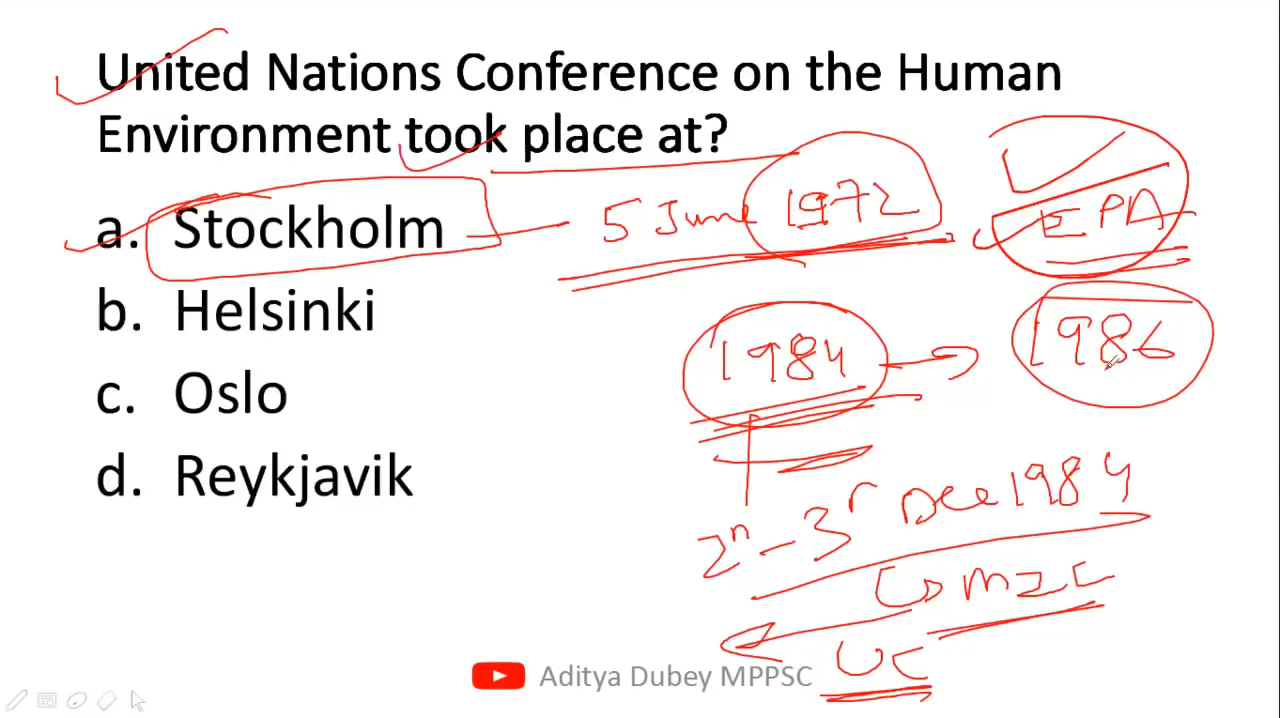 United Nations Conference on the Human
Environment took place at?
a. Stockholm
5 June 1972
EPA
b. Helsinki
1984
1986
c. Oslo
d. Reykjavik
2n - 3r Dec 1984
UC
Aditya Dubey MPPSC